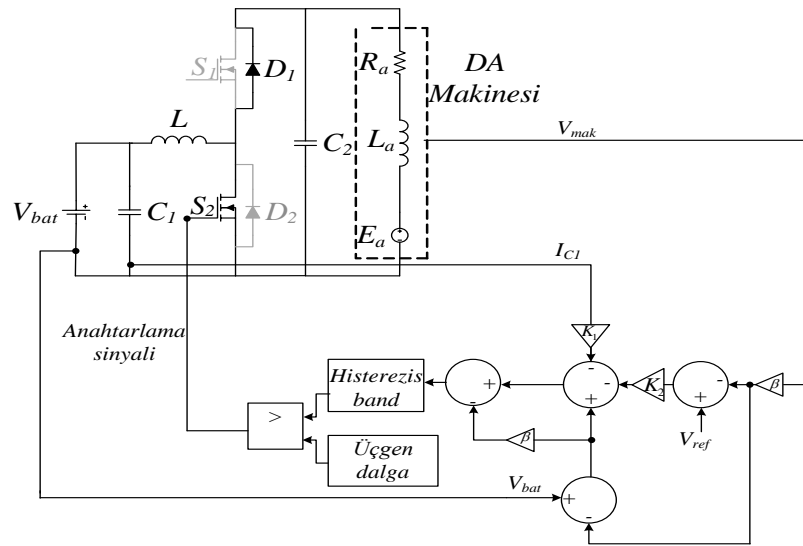 S1
D1
Ra
DA
Makinesi
L
Vmak
La
C2
Vbat
C1
S2
D2
Ea
IC1
Anahtarlama
sinyali
K1
Histerezis
band
K2
β
>
β
Vref
Üçgen
dalga
Vbat